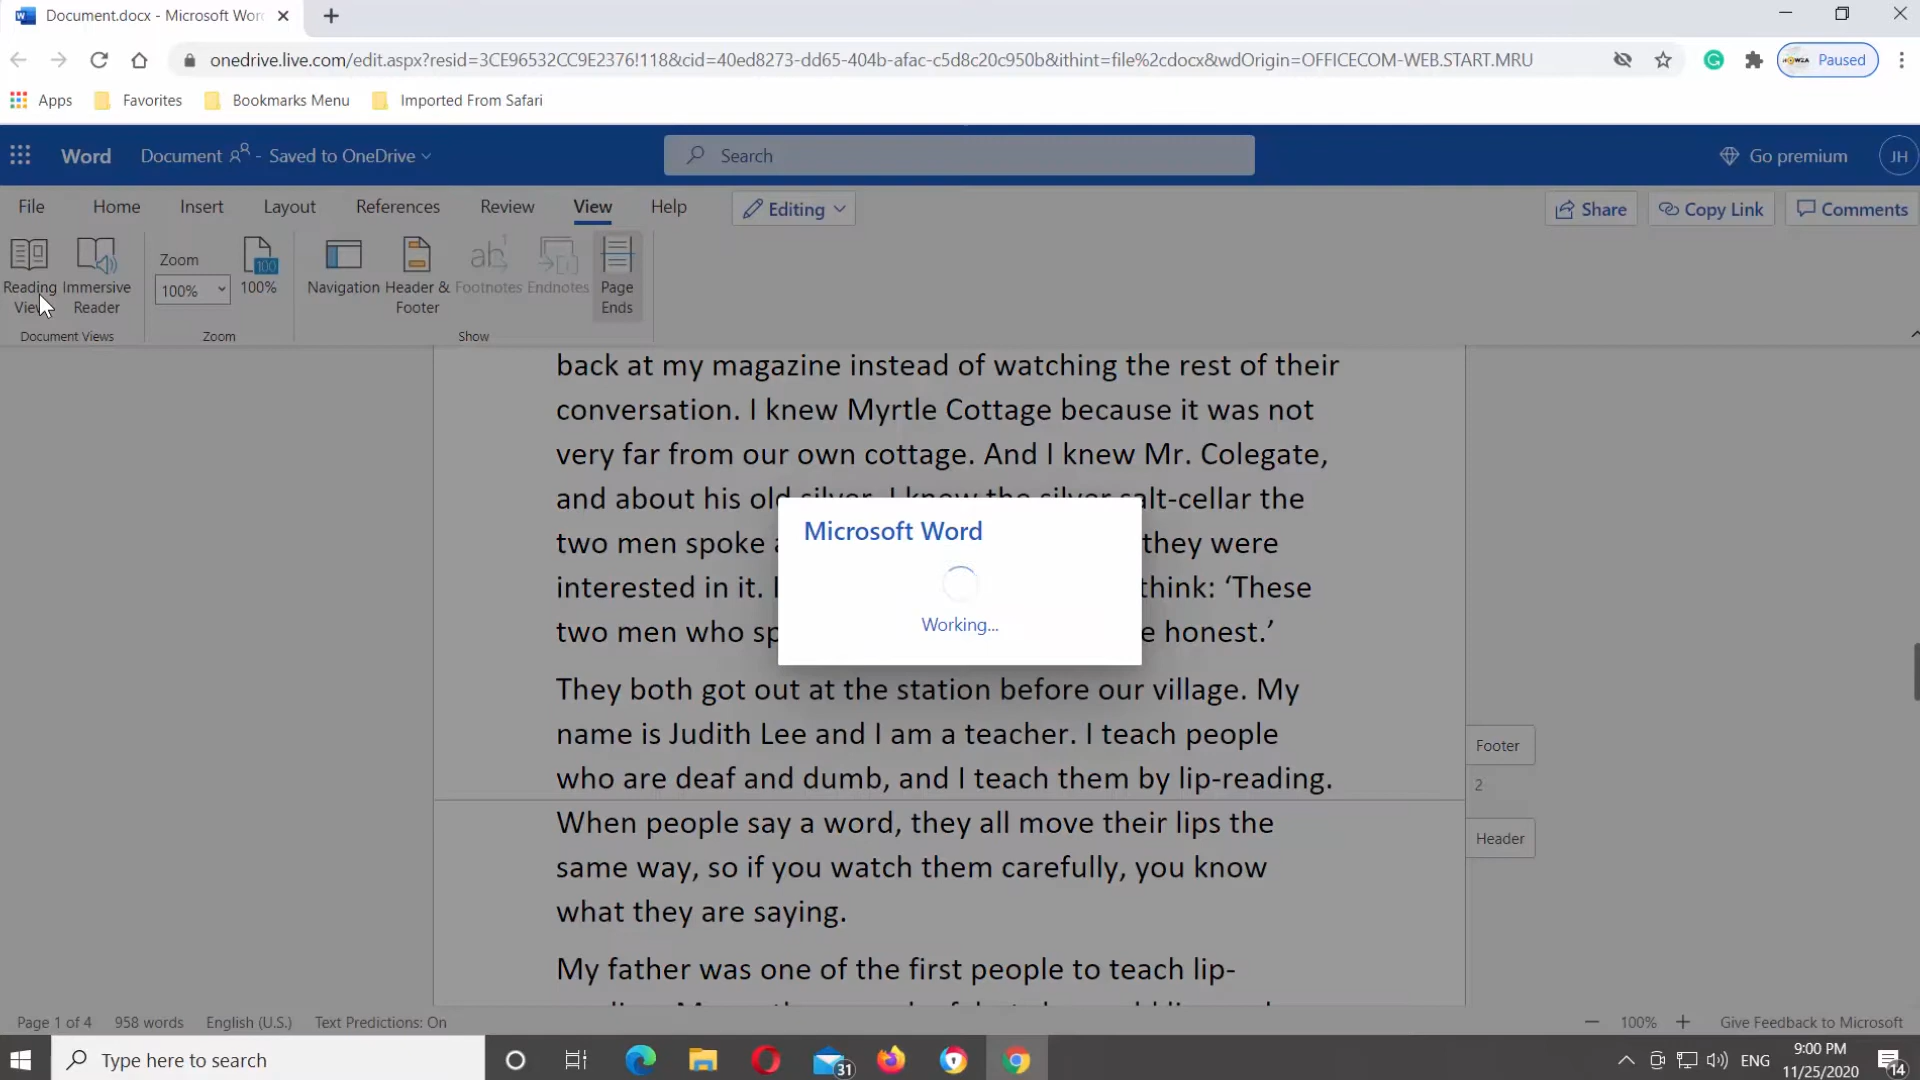 Document.docx - Microsoft Wor
onedrive.live.com/edit.aspx?resid=3CE96532CC9E2376!118&cid=40ed8273-dd65-404b-afac-c5d8c20c950b&ithint=file%2cdocx&wdOrigin=OFFICECOM-WEB.START.MRU
Paused
Apps Favorites Bookmarks Menu Imported From Safari
Word Document - Saved to OneDrive Search Go premium JH
File Home Insert Layout References Review View Help Editing Share Copy Link Comments
Zoom
100%
100
Reading View
Immersive Reader
100%
Navigation
Header & Footer
Footnotes
Endnotes
Page Ends
Document Views Zoom Show
back at my magazine instead of watching the rest of their
conversation. I knew Myrtle Cottage because it was not
very far from our own cottage. And I knew Mr. Colegate,
and about his old silver. I knew the silver salt-cellar the
two men spoke they were
interested in it. think: ‘These
two men who honest.’
Microsoft Word
Working...
They both got out at the station before our village. My
name is Judith Lee and I am a teacher. I teach people
who are deaf and dumb, and I teach them by lip-reading.
When people say a word, they all move their lips the
same way, so if you watch them carefully, you know
what they are saying.
My father was one of the first people to teach lip-
Footer
2
Header
Page 1 of 4 958 words English (U.S.) Text Predictions: On 100% Give Feedback to Microsoft
Type here to search
31
ENG
9:00 PM
11/25/2020
14